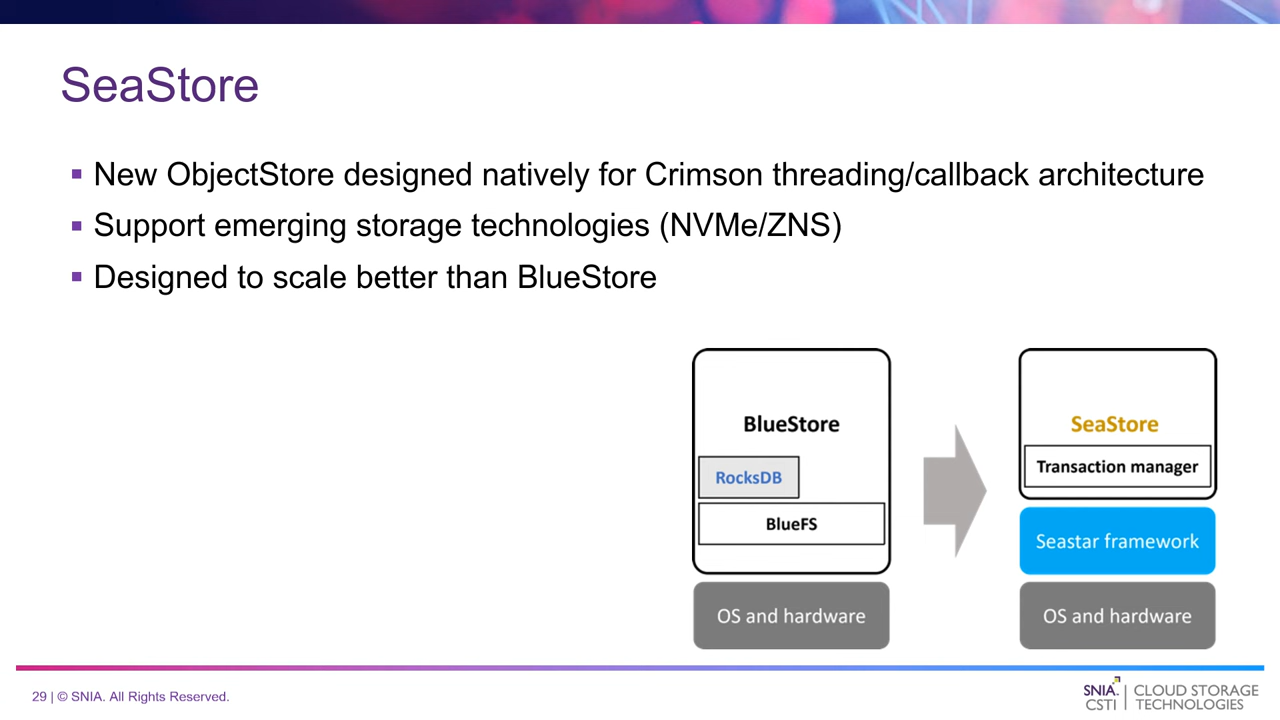 SeaStore
▪ New ObjectStore designed natively for Crimson threading/callback architecture
▪ Support emerging storage technologies (NVMe/ZNS)
▪ Designed to scale better than BlueStore
BlueStore
RocksDB
BlueFS
OS and hardware
SeaStore
Transaction manager
Seastar framework
OS and hardware
29 | © SNIA. All Rights Reserved.
SNIA. | CLOUD STORAGE
CSTI | TECHNOLOGIES